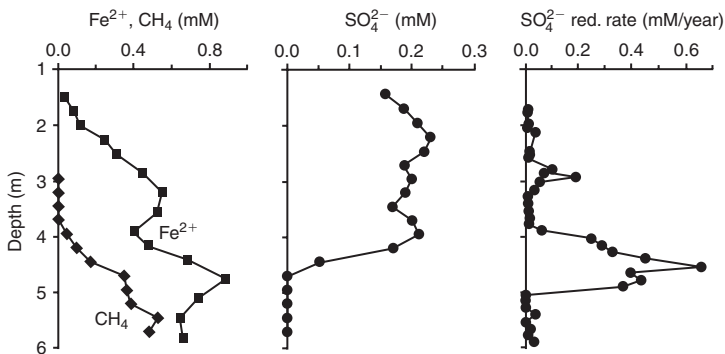 Fe²⁺, CH₄ (mM)
SO₄²⁻ (mM)
SO₄²⁻ red. rate (mM/year)
0.0 0.4 0.8
0.0 0.1 0.2 0.3
0.0 0.2 0.4 0.6
Depth (m)
1
2
3
4
5
6
Fe²⁺
CH₄